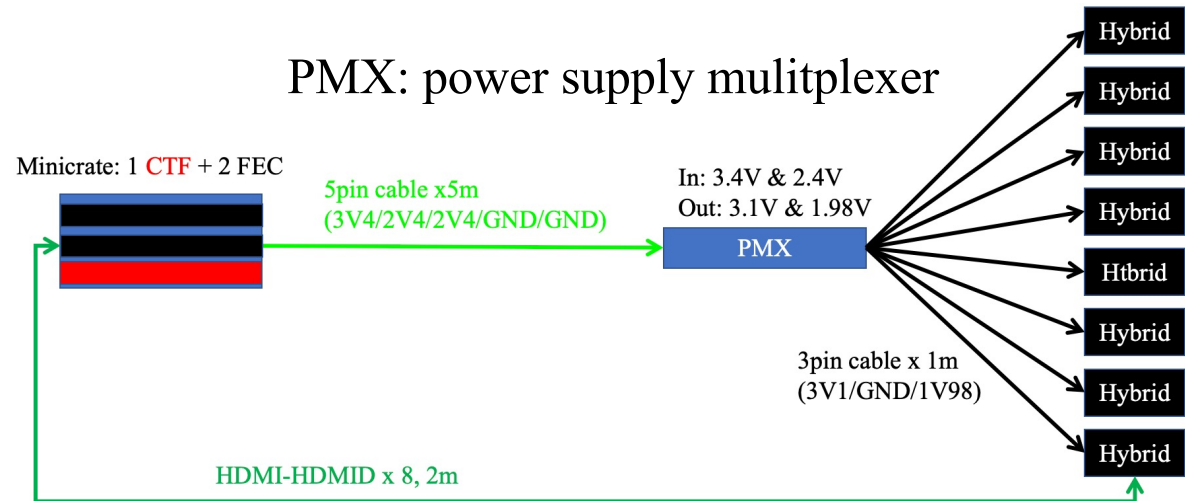 PMX: power supply mulitplexer
Minicrate: 1 CTF + 2 FEC
5pin cable x5m
(3V4/2V4/2V4/GND/GND)
In: 3.4V & 2.4V
Out: 3.1V & 1.98V
PMX
Hybrid
Hybrid
Hybrid
Hybrid
Htbrid
Hybrid
Hybrid
Hybrid
3pin cable x 1m
(3V1/GND/1V98)
HDMI-HDMID x 8, 2m